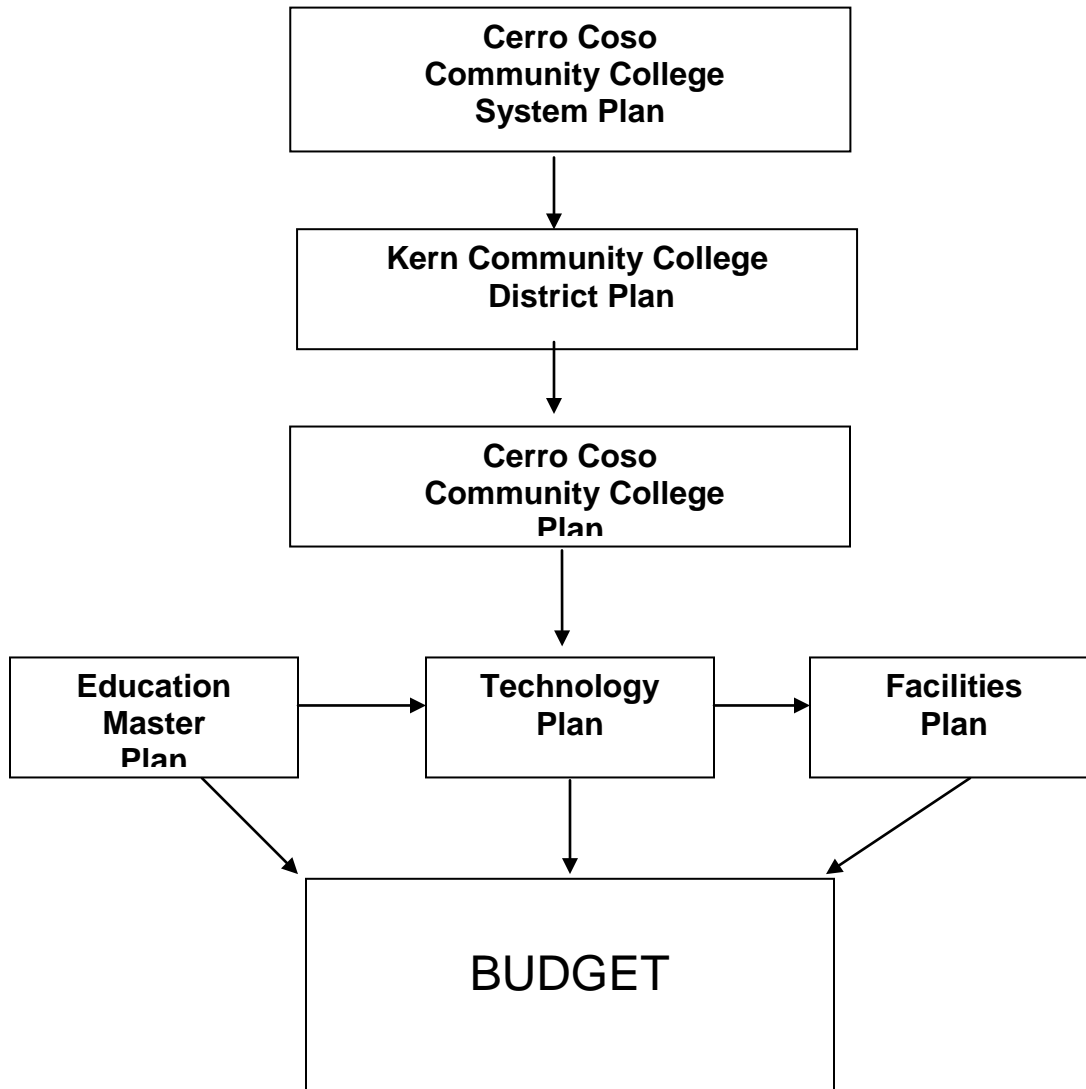 Cerro Coso
Community College
System Plan
Kern Community College
District Plan
Cerro Coso
Community College
Plan
Education
Master
Plan
Technology
Plan
Facilities
Plan
BUDGET